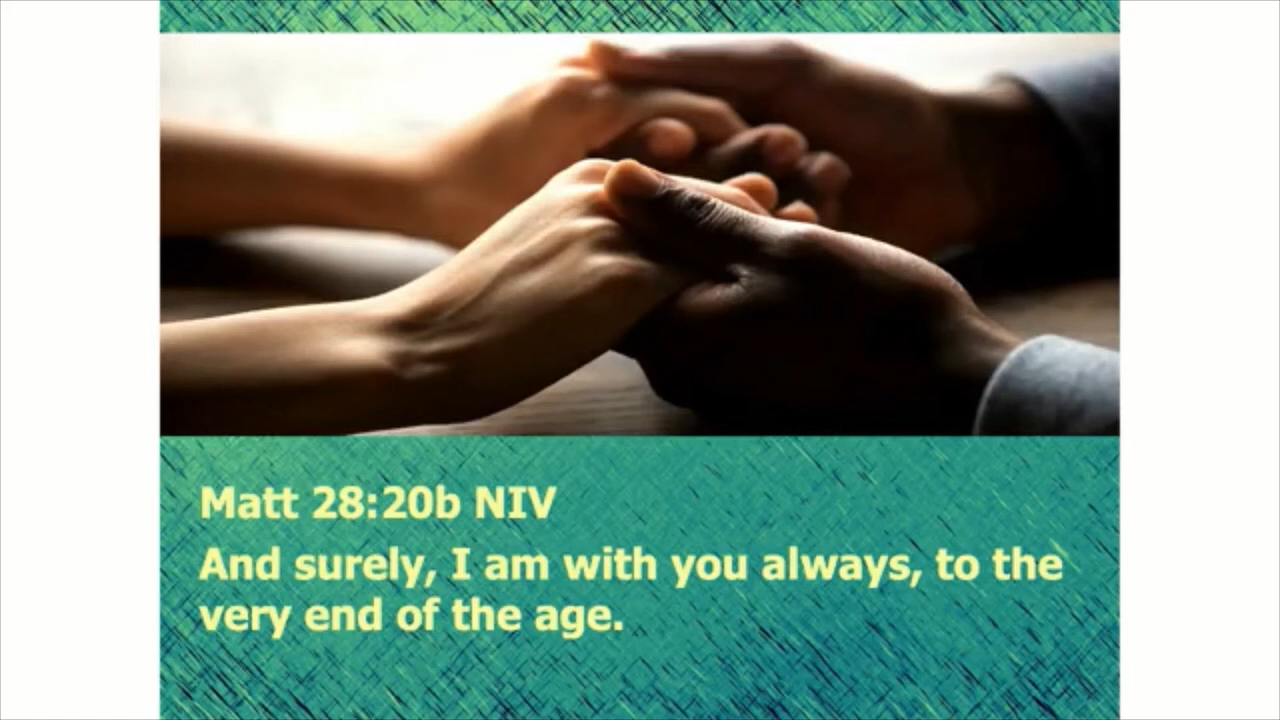 Matt 28:20b NIV
And surely, I am with you always, to the
very end of the age.